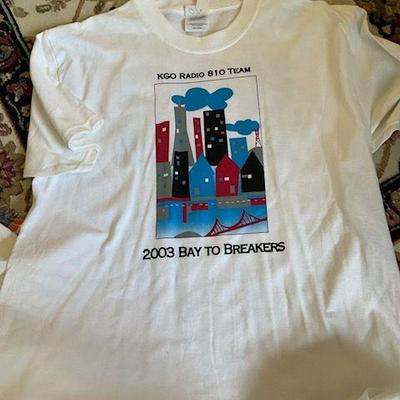 KGO Radio 810 Team
2003 Bay to Breakers